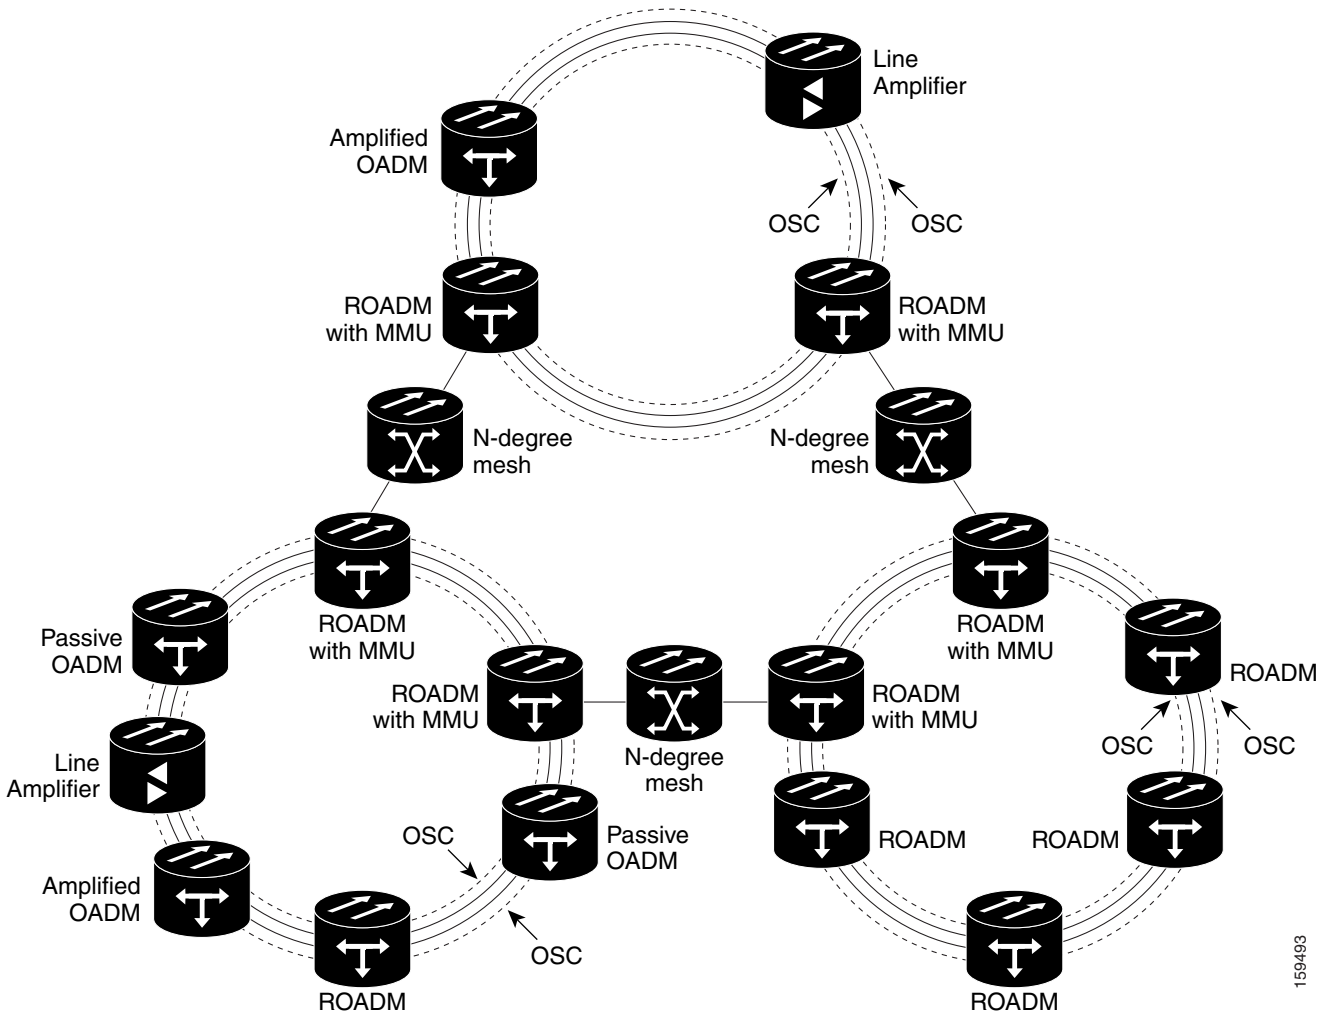 Line
Amplifier
Amplified
OADM
OSC
OSC
ROADM
with MMU
ROADM
with MMU
N-degree
mesh
N-degree
mesh
ROADM
with MMU
ROADM
with MMU
Passive
OADM
ROADM
ROADM
with MMU
ROADM
with MMU
OSC
OSC
N-degree
mesh
Line
Amplifier
OSC
Passive
OADM
ROADM
ROADM
Amplified
OADM
OSC
ROADM
ROADM
159493